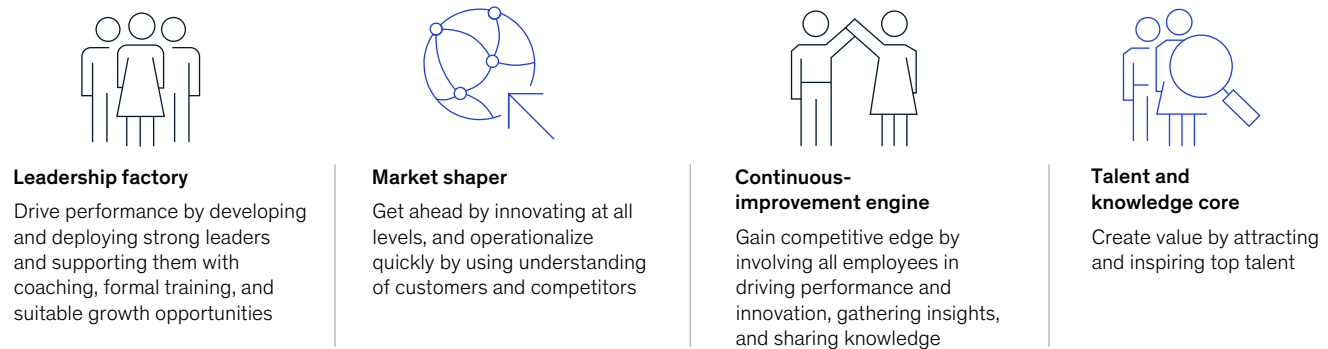 Leadership factory
Drive performance by developing
and deploying strong leaders
and supporting them with
coaching, formal training, and
suitable growth opportunities
Market shaper
Get ahead by innovating at all
levels, and operationalize
quickly by using understanding
of customers and competitors
Continuous-
improvement engine
Gain competitive edge by
involving all employees in
driving performance and
innovation, gathering insights,
and sharing knowledge
Talent and
knowledge core
Create value by attracting
and inspiring top talent